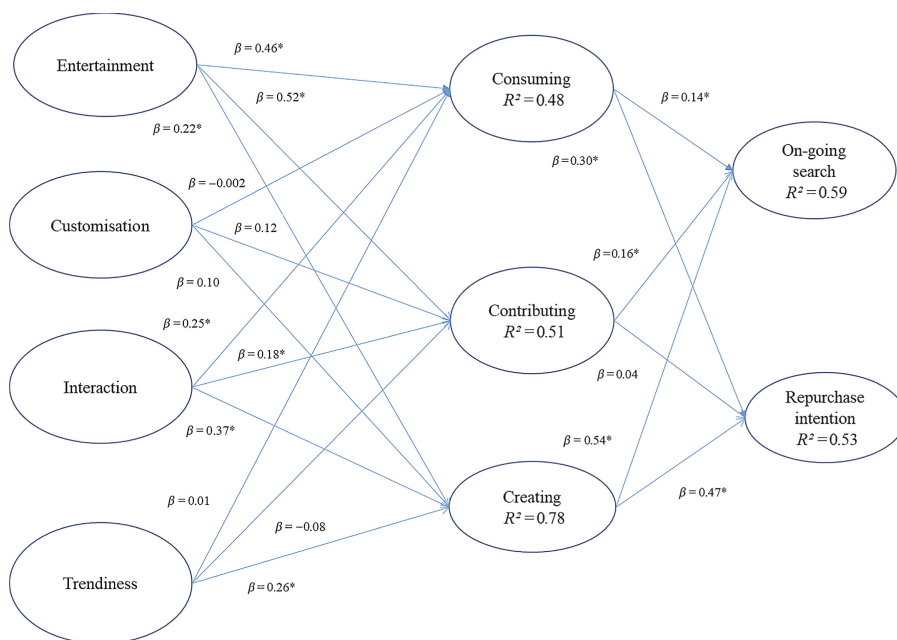 Entertainment
β = 0.46*
β = 0.52*
β = 0.22*
Customisation
β = −0.002
β = 0.12
β = 0.10
Interaction
β = 0.25*
β = 0.18*
β = 0.37*
Trendiness
β = 0.01
β = −0.08
β = 0.26*
Consuming
R² = 0.48
β = 0.14*
β = 0.30*
Contributing
R² = 0.51
β = 0.16*
β = 0.04
Creating
R² = 0.78
β = 0.54*
β = 0.47*
On-going
search
R² = 0.59
Repurchase
intention
R² = 0.53